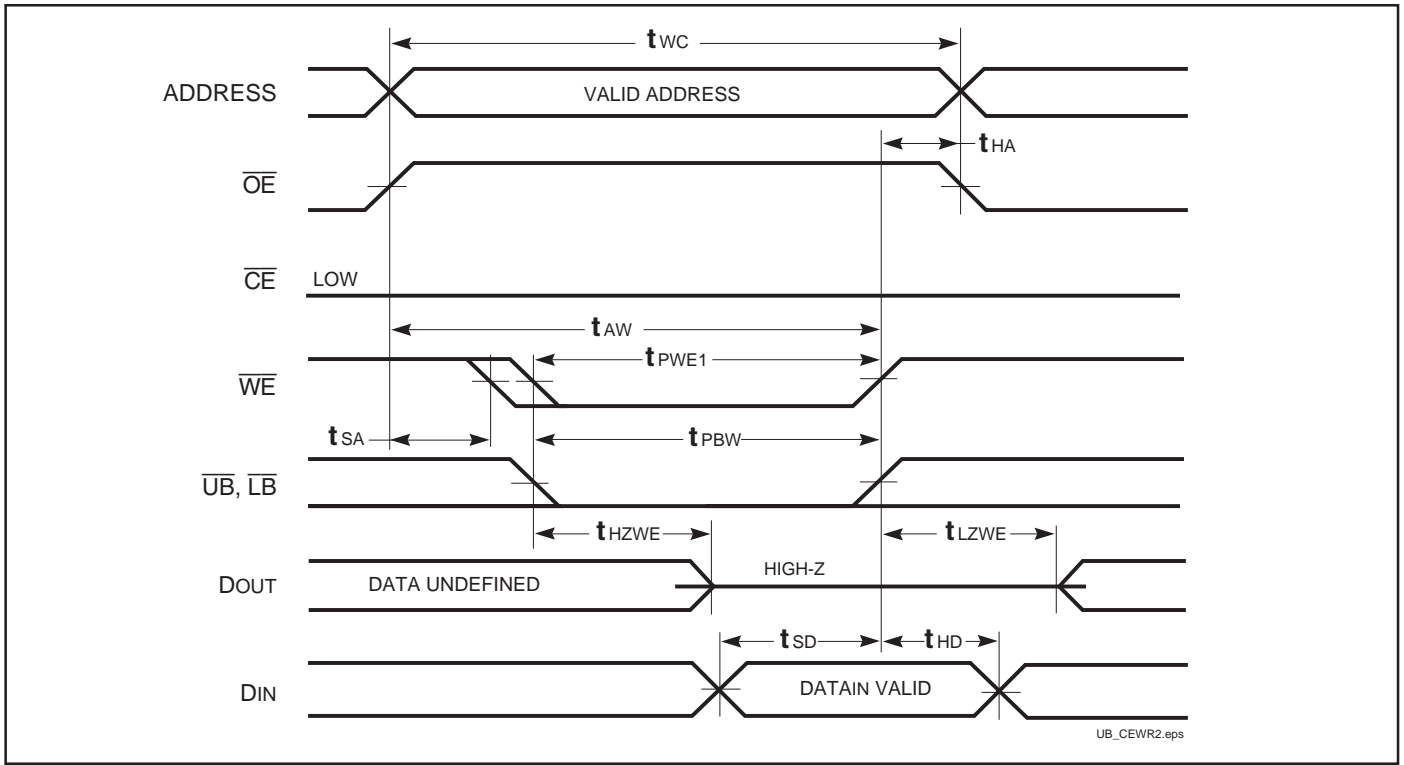 tWC
ADDRESS
VALID ADDRESS
tHA
OE
CE
LOW
tAW
tPWE1
WE
tSA
tPBW
UB, LB
tHZWE
tLZWE
DOUT
DATA UNDEFINED
HIGH-Z
tSD
tHD
DIN
DATAIN VALID
UB_CEWR2.eps